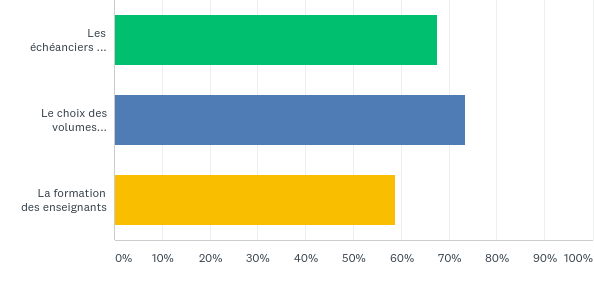 Les
échéanciers ...
Le choix des
volumes...
La formation
des enseignants
0% 10% 20% 30% 40% 50% 60% 70% 80% 90% 100%